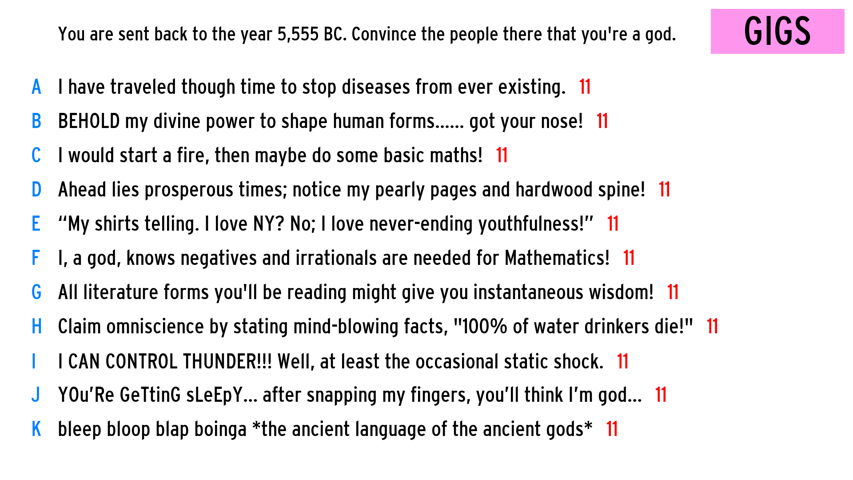 You are sent back to the year 5,555 BC. Convince the people there that you're a god.
GIGS
A I have traveled though time to stop diseases from ever existing. 11
B BEHOLD my divine power to shape human forms...... got your nose! 11
C I would start a fire, then maybe do some basic maths! 11
D Ahead lies prosperous times; notice my pearly pages and hardwood spine! 11
E “My shirts telling. I love NY? No; I love never-ending youthfulness!” 11
F I, a god, knows negatives and irrationals are needed for Mathematics! 11
G All literature forms you'll be reading might give you instantaneous wisdom! 11
H Claim omniscience by stating mind-blowing facts, "100% of water drinkers die!" 11
I I CAN CONTROL THUNDER!!! Well, at least the occasional static shock. 11
J YOu’Re GeTtinG sLeEpY... after snapping my fingers, you’ll think I’m god... 11
K bleep bloop blap boinga *the ancient language of the ancient gods* 11